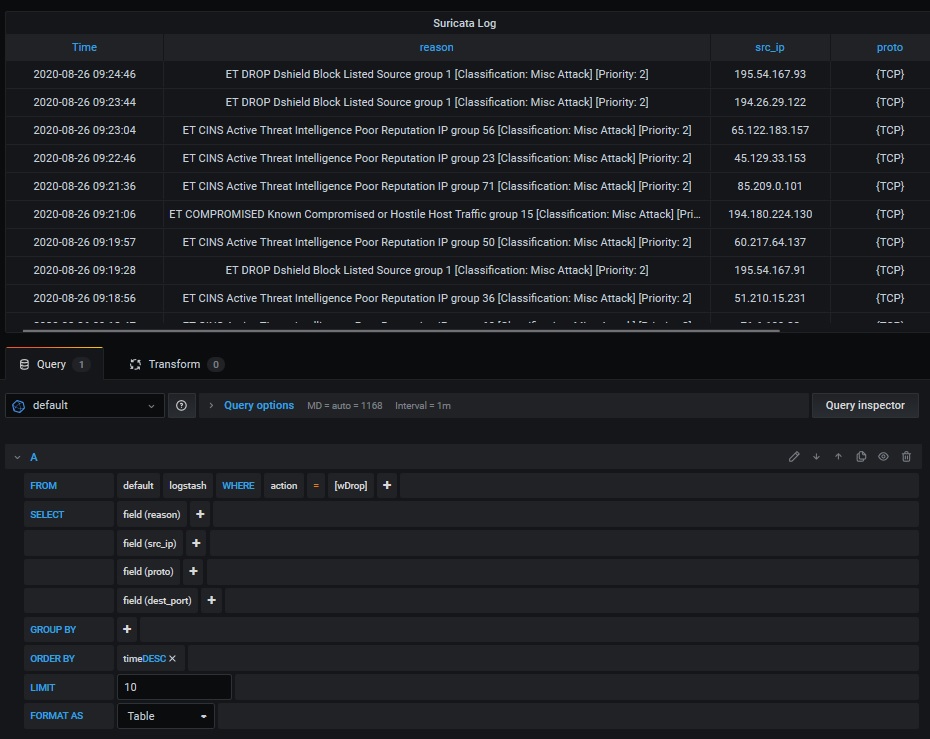 Suricata Log
Time reason src_ip proto
2020-08-26 09:24:46 ET DROP Dshield Block Listed Source group 1 [Classification: Misc Attack] [Priority: 2] 195.54.167.93 {TCP}
2020-08-26 09:23:44 ET DROP Dshield Block Listed Source group 1 [Classification: Misc Attack] [Priority: 2] 194.26.29.122 {TCP}
2020-08-26 09:23:04 ET CINS Active Threat Intelligence Poor Reputation IP group 56 [Classification: Misc Attack] [Priority: 2] 65.122.183.157 {TCP}
2020-08-26 09:22:46 ET CINS Active Threat Intelligence Poor Reputation IP group 23 [Classification: Misc Attack] [Priority: 2] 45.129.33.153 {TCP}
2020-08-26 09:21:36 ET CINS Active Threat Intelligence Poor Reputation IP group 71 [Classification: Misc Attack] [Priority: 2] 85.209.0.101 {TCP}
2020-08-26 09:21:06 ET COMPROMISED Known Compromised or Hostile Host Traffic group 15 [Classification: Misc Attack] [Pri... 194.180.224.130 {TCP}
2020-08-26 09:19:57 ET CINS Active Threat Intelligence Poor Reputation IP group 50 [Classification: Misc Attack] [Priority: 2] 60.217.64.137 {TCP}
2020-08-26 09:19:28 ET DROP Dshield Block Listed Source group 1 [Classification: Misc Attack] [Priority: 2] 195.54.167.91 {TCP}
2020-08-26 09:18:56 ET CINS Active Threat Intelligence Poor Reputation IP group 36 [Classification: Misc Attack] [Priority: 2] 51.210.15.231 {TCP}
Query 1 Transform 0
default Query options MD = auto = 1168 Interval = 1m Query inspector
A
FROM default logstash WHERE action = [wDrop] +
SELECT field (reason) +
field (src_ip) +
field (proto) +
field (dest_port) +
GROUP BY +
ORDER BY timeDESC ×
LIMIT 10
FORMAT AS Table